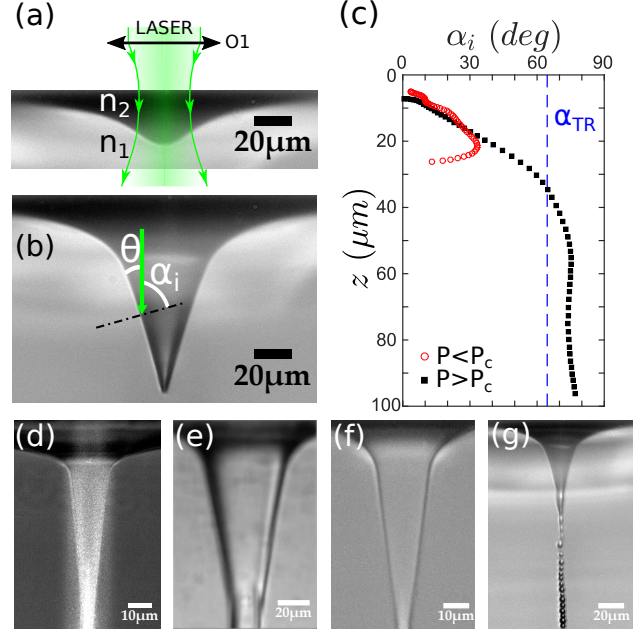 (a)
LASER
O1
n2
n1
20μm
(b)
θ
αi
20μm
(c)
αi (deg)
0 30 60 90
0
20
40
60
80
100
z (μm)
αTR
P<Pc
P>Pc
(d)
10μm
(e)
20μm
(f)
10μm
(g)
20μm